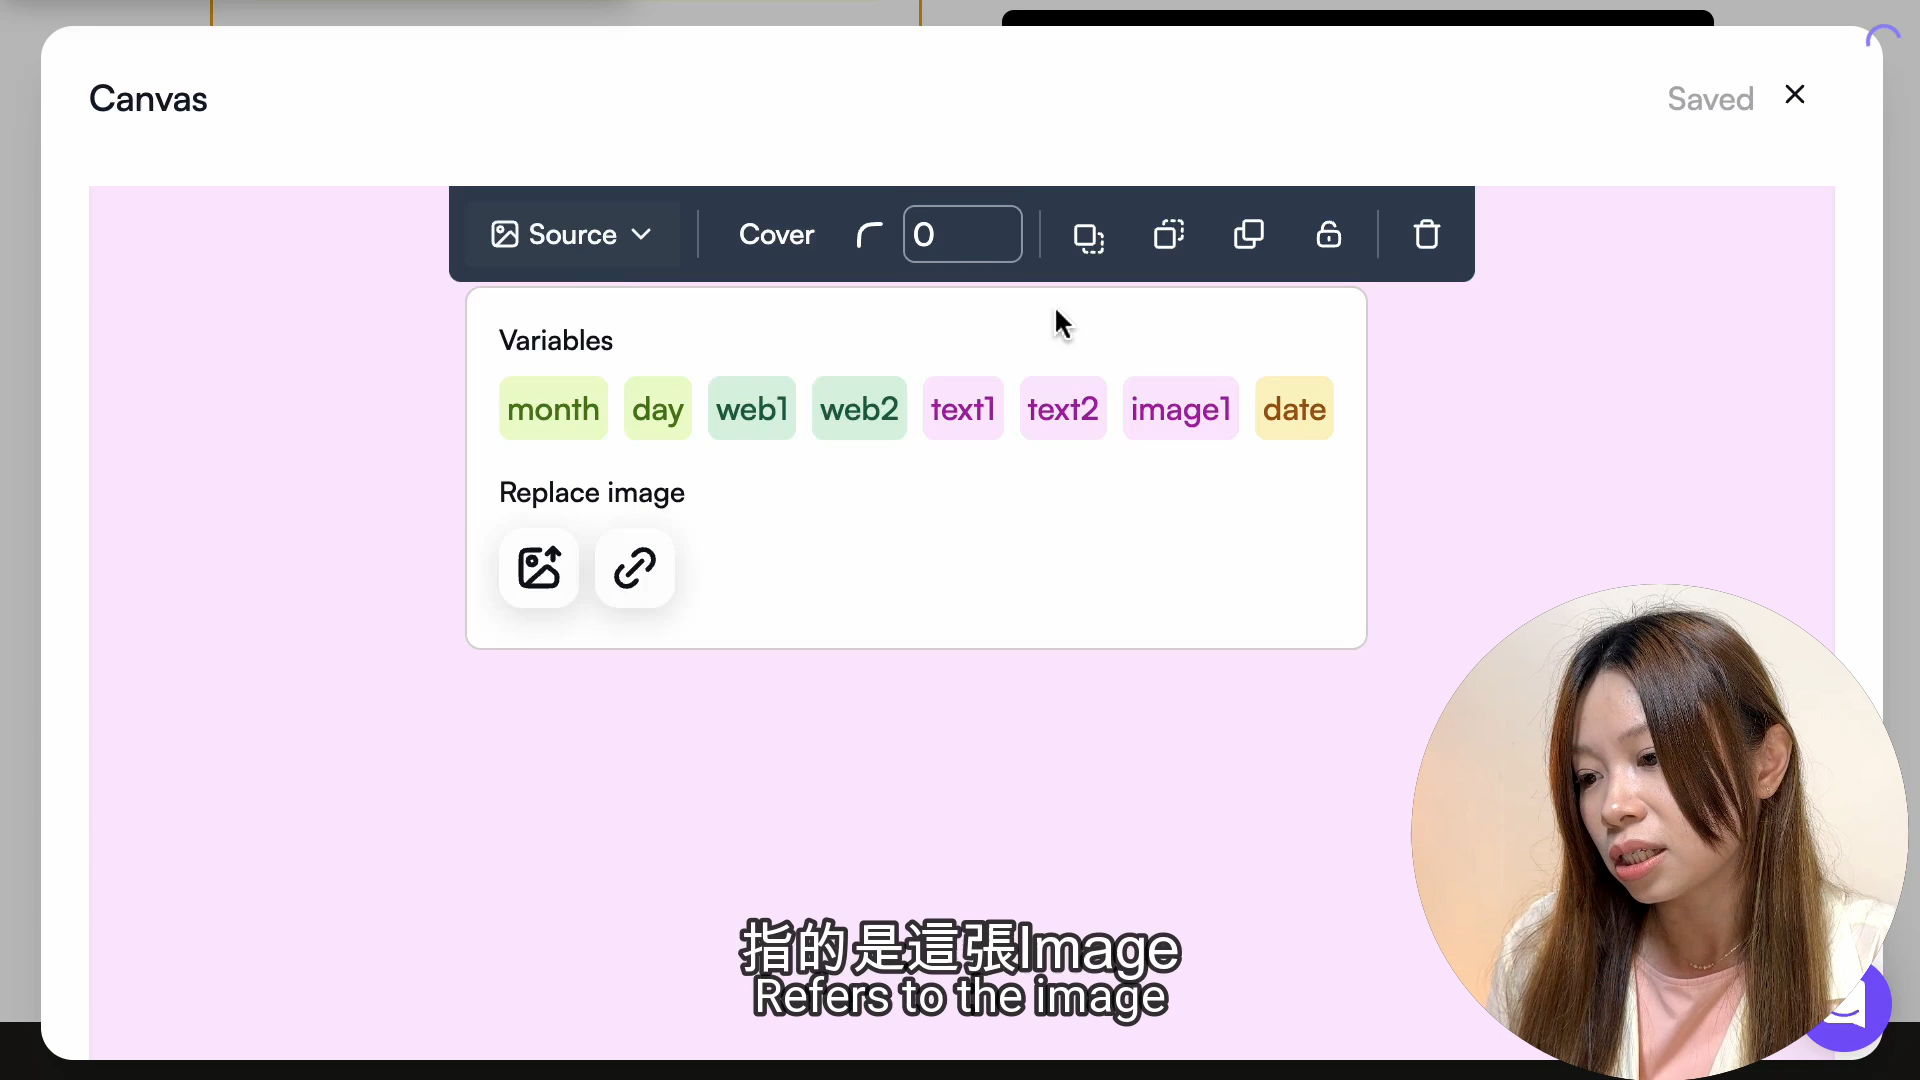 Canvas
Saved
Source
Cover
0
Variables
month day web1 web2 text1 text2 image1 date
Replace image
指的是這張Image
Refers to the image